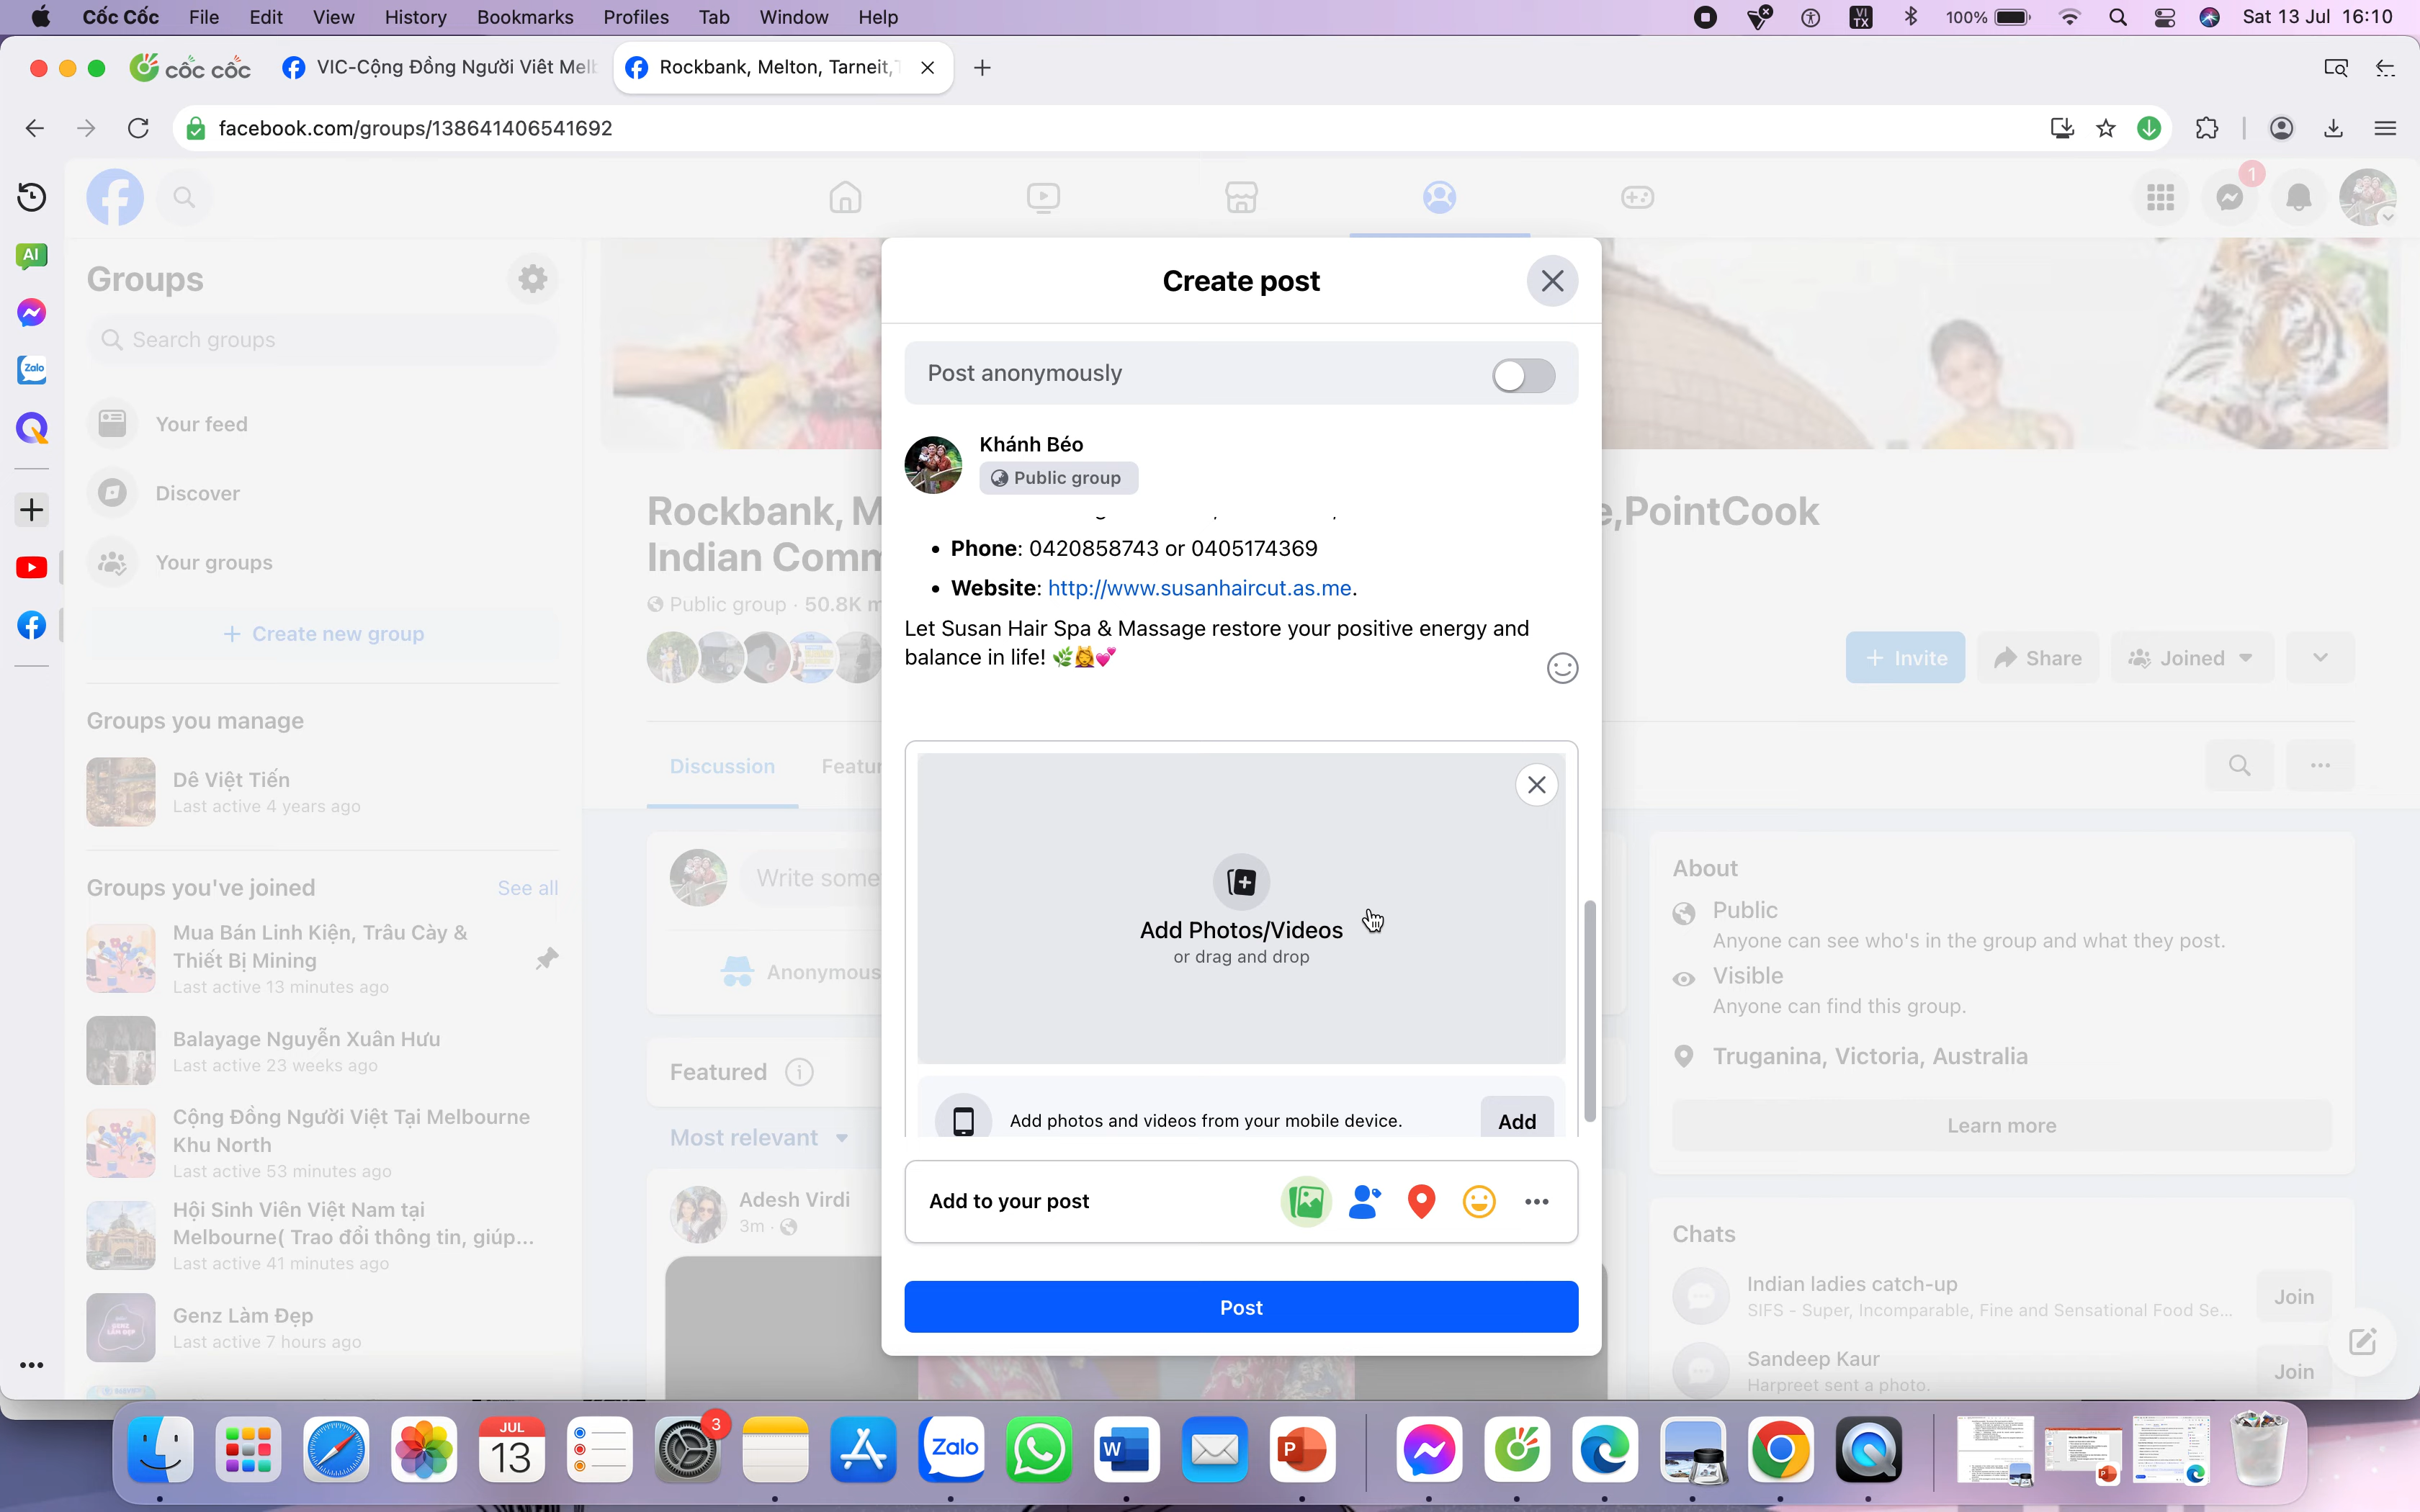 Cốc Cốc File Edit View History Bookmarks Profiles Tab Window Help
VI
TX
100%
Sat 13 Jul 16:10
cốc cốc
VIC-Cộng Đồng Người Việt Melb
Rockbank, Melton, Tarneit,
facebook.com/groups/138641406541692
AI
Zalo
1
Groups
Search groups
Your feed
Discover
Your groups
+ Create new group
Groups you manage
Dê Việt Tiến
Last active 4 years ago
Groups you've joined
See all
Mua Bán Linh Kiện, Trâu Cày &
Thiết Bị Mining
Last active 13 minutes ago
Balayage Nguyễn Xuân Hưu
Last active 23 weeks ago
Cộng Đồng Người Việt Tại Melbourne
Khu North
Last active 53 minutes ago
Hội Sinh Viên Việt Nam tại
Melbourne( Trao đổi thông tin, giúp...
Last active 41 minutes ago
Genz Làm Đẹp
Last active 7 hours ago
Rockbank, M
e,PointCook
Indian Comm
Public group · 50.8K m
+ Invite
Share
Joined
Discussion
Featur
Write some
Anonymous
Featured
Most relevant
Adesh Virdi
3m ·
Create post
Post anonymously
Khánh Béo
Public group
• Phone: 0420858743 or 0405174369
• Website: http://www.susanhaircut.as.me.
Let Susan Hair Spa & Massage restore your positive energy and
balance in life! 🌿💆💕
Add Photos/Videos
or drag and drop
Add photos and videos from your mobile device.
Add
Add to your post
Post
About
Public
Anyone can see who's in the group and what they post.
Visible
Anyone can find this group.
Truganina, Victoria, Australia
Learn more
Chats
Indian ladies catch-up
SIFS - Super, Incomparable, Fine and Sensational Food Se...
Join
Sandeep Kaur
Harpreet sent a photo.
Join
JUL
13
3
Zalo
W
P